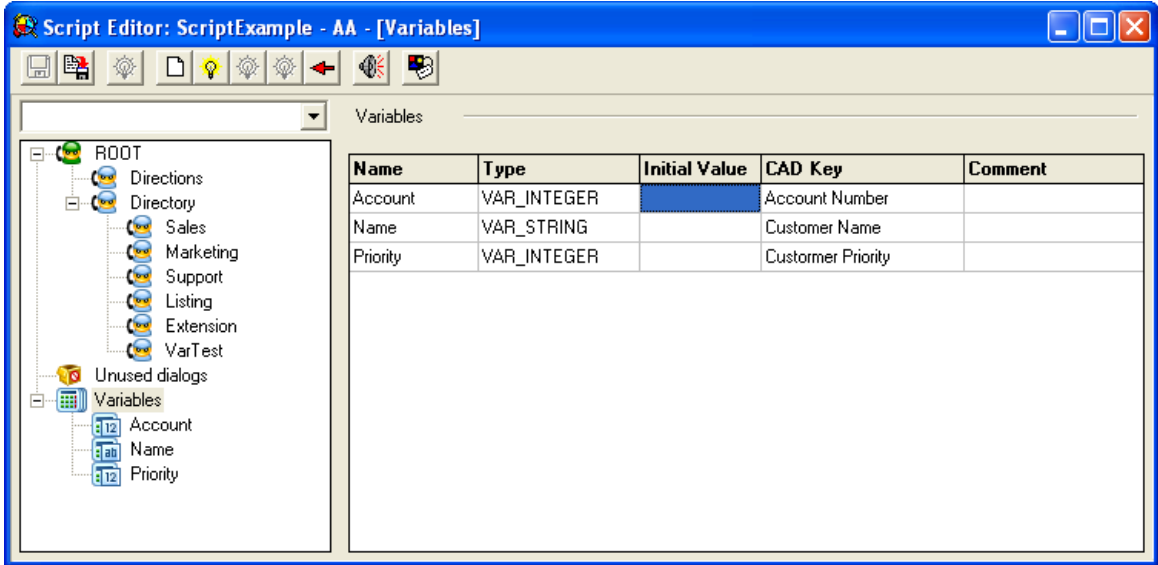 Script Editor: ScriptExample - AA - [Variables]
Variables
ROOT
Directions
Directory
Sales
Marketing
Support
Listing
Extension
VarTest
Unused dialogs
Variables
Account
Name
Priority
Name Type Initial Value CAD Key Comment
Account VAR_INTEGER Account Number
Name VAR_STRING Customer Name
Priority VAR_INTEGER Custormer Priority